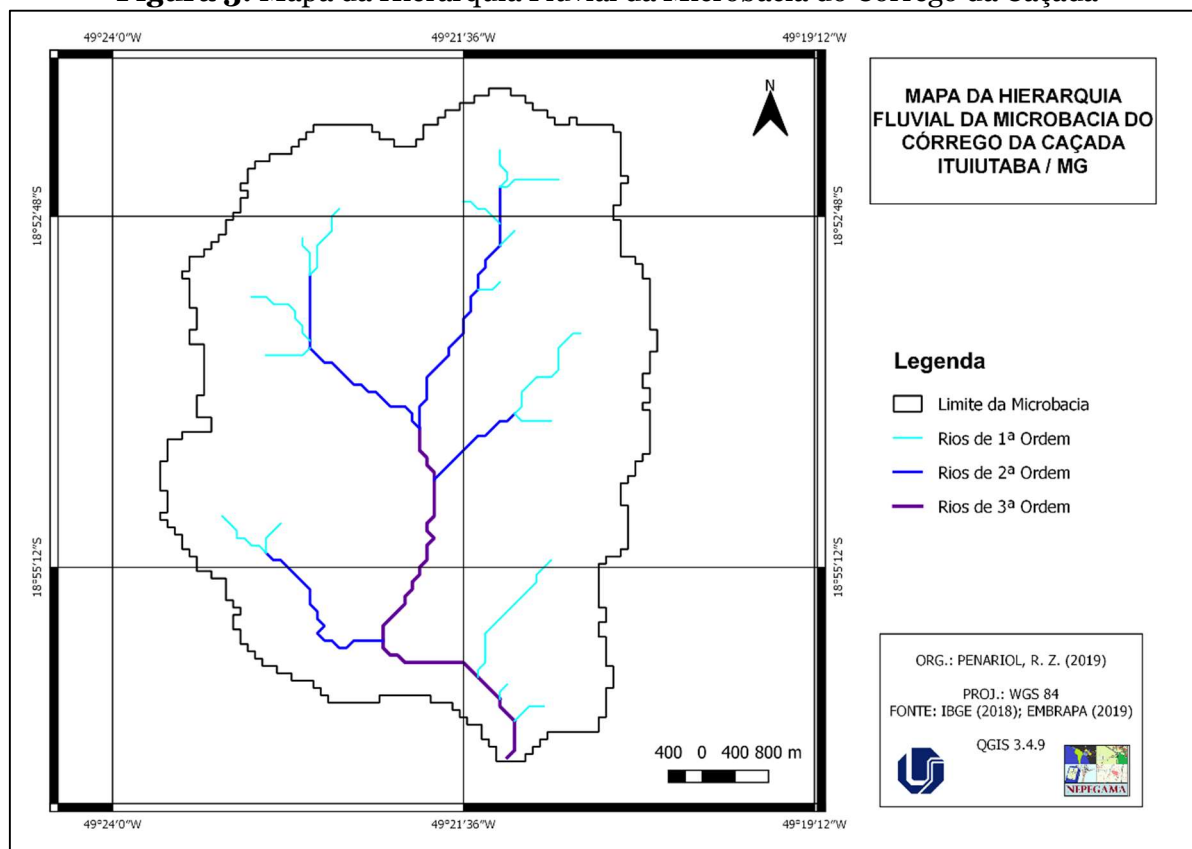 Figura 3. Mapa da Hierarquia Fluvial da Microbacia do Córrego da Caçada
49°24'0"W 49°21'36"W 49°19'12"W
N
MAPA DA HIERARQUIA
FLUVIAL DA MICROBACIA DO
CÓRREGO DA CAÇADA
ITUIUTABA / MG
18°52'48"S 18°52'48"S
Legenda
Limite da Microbacia
Rios de 1ª Ordem
Rios de 2ª Ordem
Rios de 3ª Ordem
18°55'12"S 18°55'12"S
ORG.: PENARIOL, R. Z. (2019)
PROJ.: WGS 84
FONTE: IBGE (2018); EMBRAPA (2019)
QGIS 3.4.9
NEPEGAMA
400 0 400 800 m
49°24'0"W 49°21'36"W 49°19'12"W